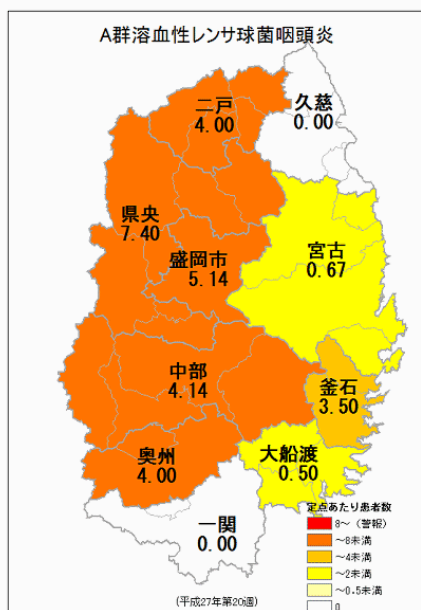 A群溶血性レンサ球菌咽頭炎
二戸
4.00
久慈
0.00
県央
7.40
盛岡市
5.14
宮古
0.67
中部
4.14
釜石
3.50
奥州
4.00
大船渡
0.50
一関
0.00
定点あたり患者数
8～（警報）
～8未満
～4未満
～2未満
～0.5未満
0
(平成27年第20週)